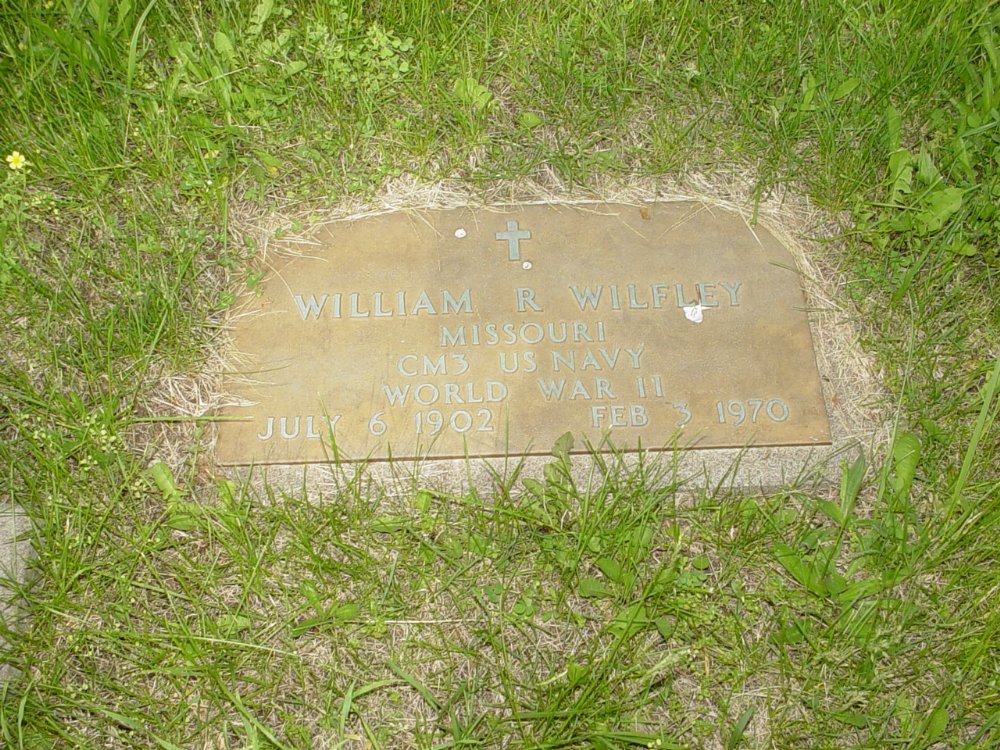 WILLIAM R WILFLEY
MISSOURI
CM3 US NAVY
WORLD WAR II
JULY 6 1902 FEB 3 1970